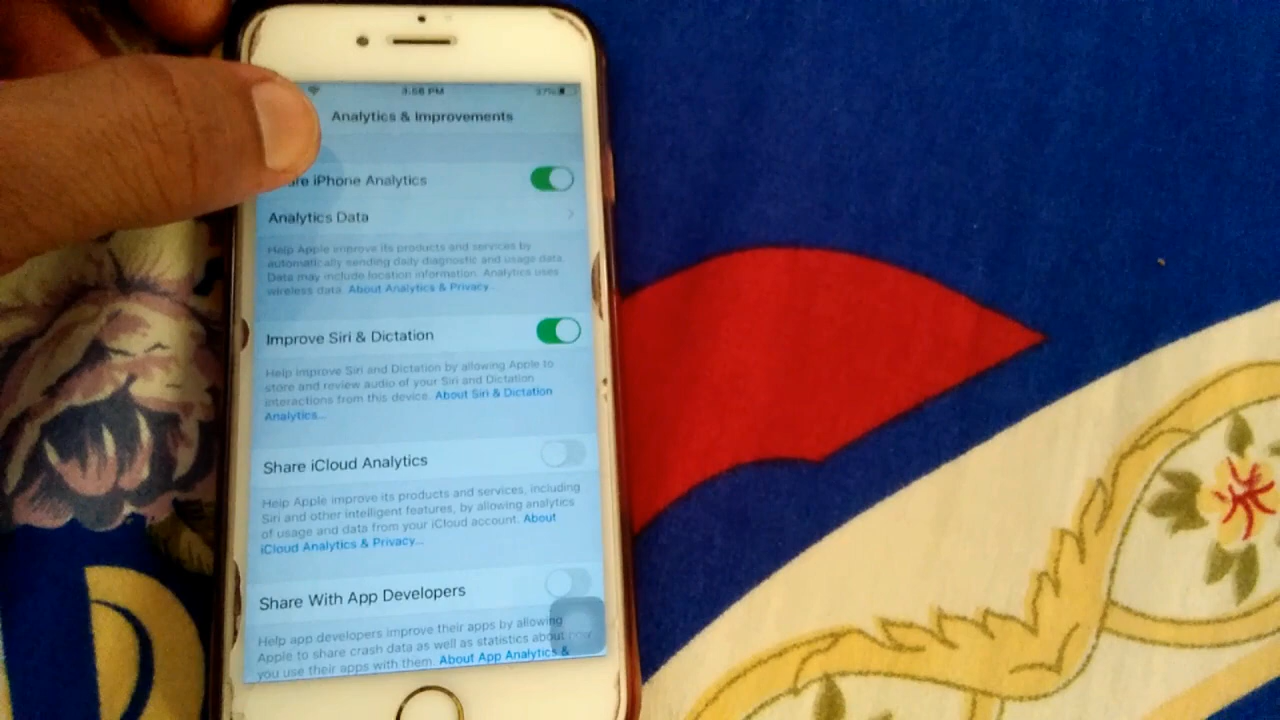 3:56 PM 37%
Analytics & Improvements
are iPhone Analytics
Analytics Data
Help Apple improve its products and services by
automatically sending daily diagnostic and usage data.
Data may include location information. Analytics uses
wireless data. About Analytics & Privacy...
Improve Siri & Dictation
Help improve Siri and Dictation by allowing Apple to
store and review audio of your Siri and Dictation
interactions from this device. About Siri & Dictation
Analytics...
Share iCloud Analytics
Help Apple improve its products and services, including
Siri and other intelligent features, by allowing analytics
of usage and data from your iCloud account. About
iCloud Analytics & Privacy...
Share With App Developers
Help app developers improve their apps by allowing
Apple to share crash data as well as statistics about how
you use their apps with them. About App Analytics &